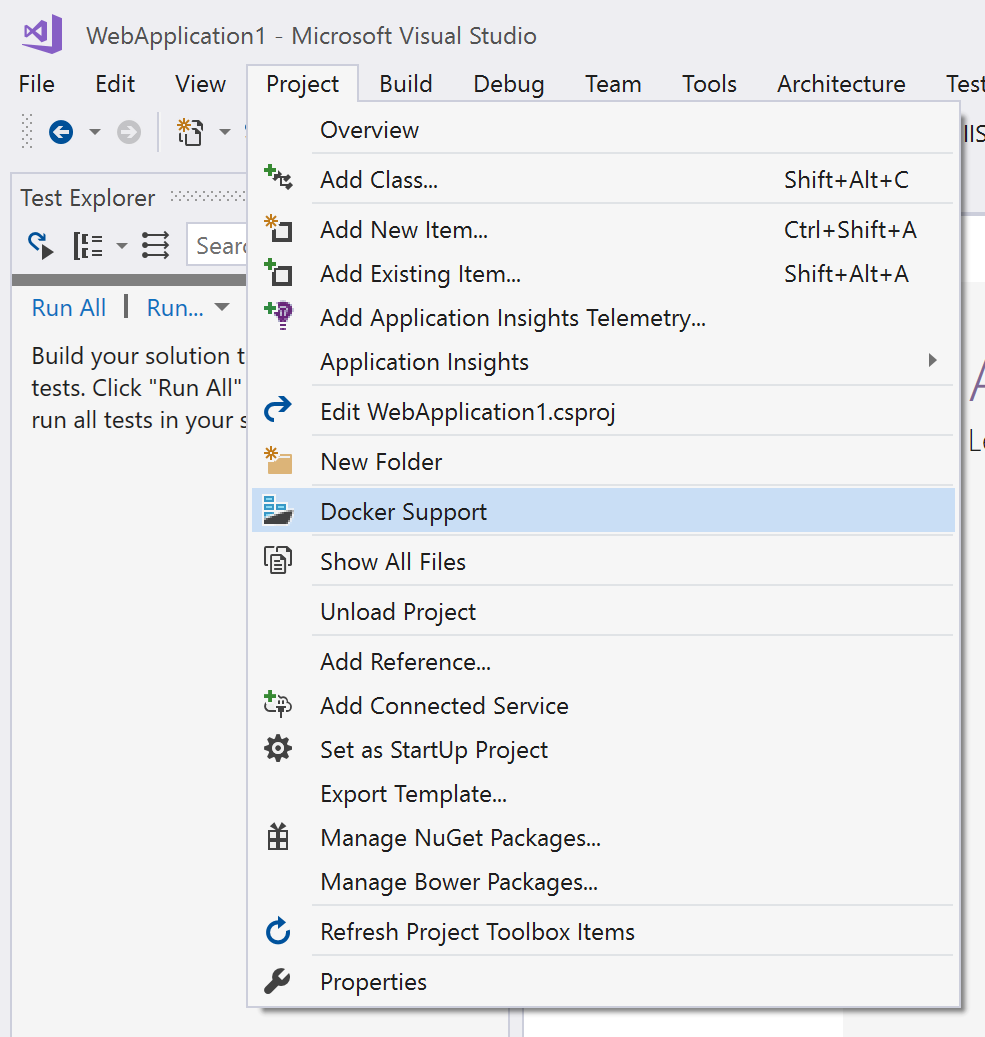 WebApplication1 - Microsoft Visual Studio
File Edit View Project Build Debug Team Tools Architecture Test
IIS
Overview
Test Explorer
Add Class... Shift+Alt+C
Add New Item... Ctrl+Shift+A
Add Existing Item... Shift+Alt+A
Run All | Run...
Add Application Insights Telemetry...
Build your solution t
tests. Click "Run All"
run all tests in your s
Application Insights
Edit WebApplication1.csproj
New Folder
Docker Support
Show All Files
Unload Project
Add Reference...
Add Connected Service
Set as StartUp Project
Export Template...
Manage NuGet Packages...
Manage Bower Packages...
Refresh Project Toolbox Items
Properties